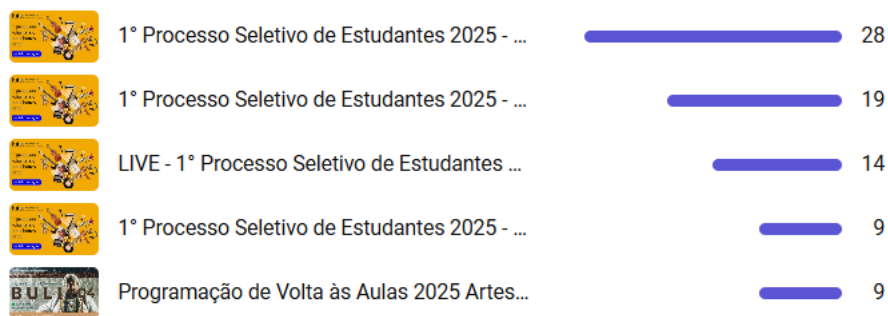 1° Processo Seletivo de Estudantes 2025 - ... 28
1° Processo Seletivo de Estudantes 2025 - ... 19
LIVE - 1° Processo Seletivo de Estudantes ... 14
1° Processo Seletivo de Estudantes 2025 - ... 9
Programação de Volta às Aulas 2025 Artes... 9